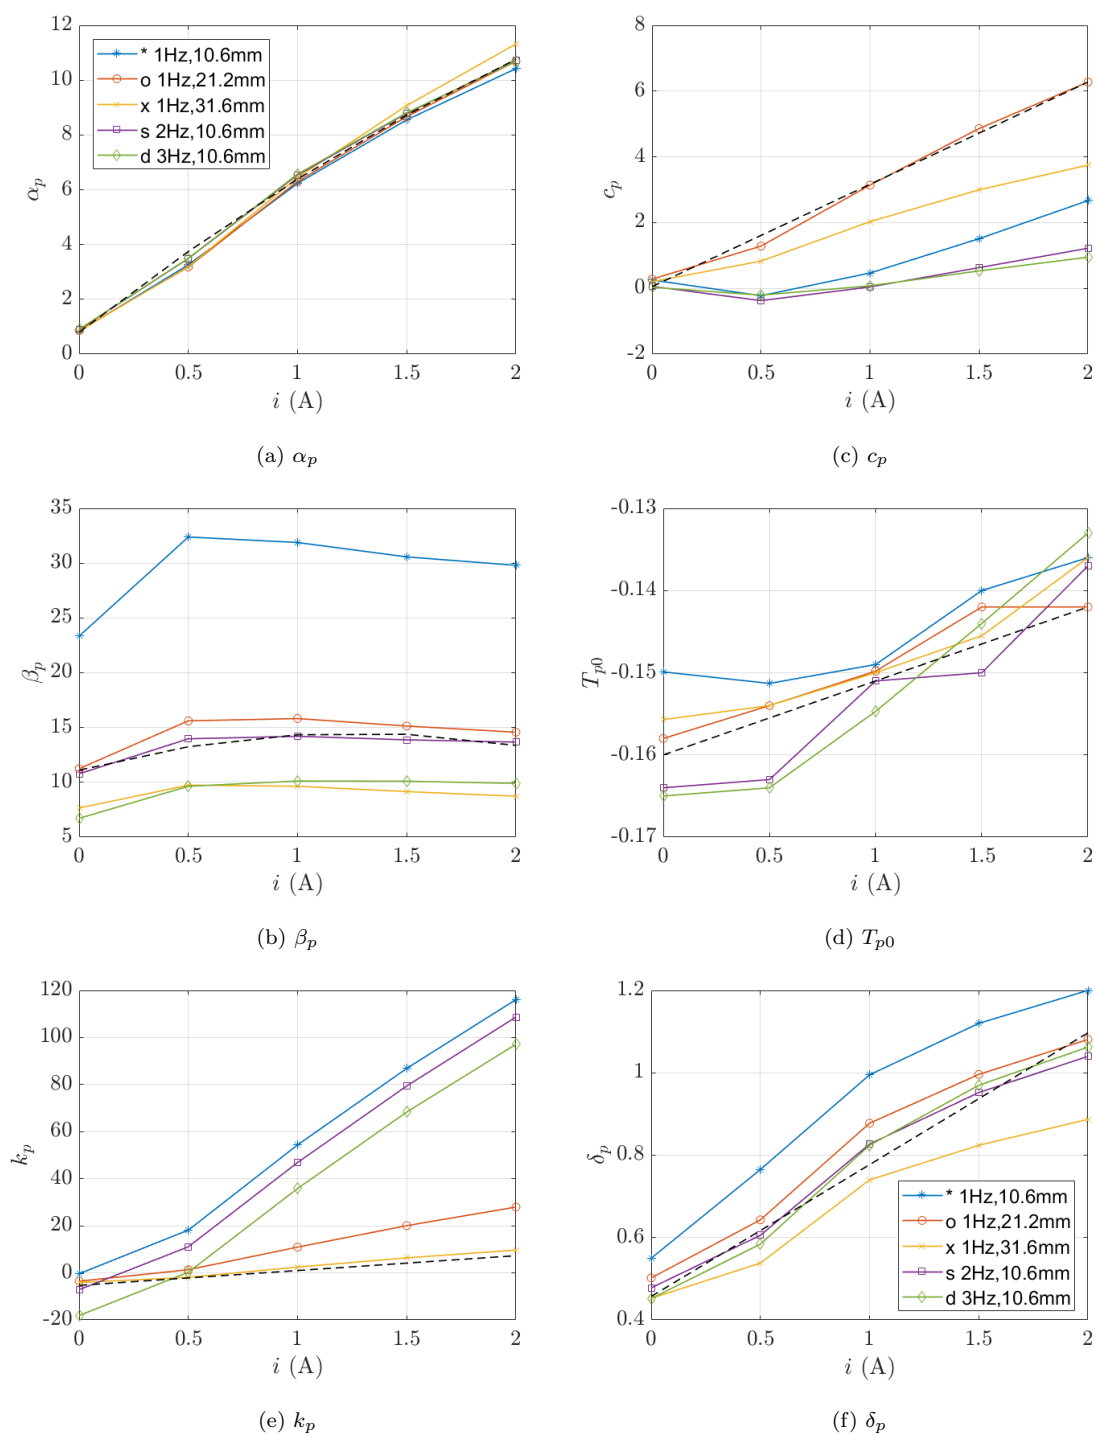 12
10
8
6
4
2
0
α_p
* 1Hz,10.6mm
o 1Hz,21.2mm
x 1Hz,31.6mm
s 2Hz,10.6mm
d 3Hz,10.6mm
0 0.5 1 1.5 2
i (A)
(a) α_p
8
6
4
2
0
-2
c_p
0 0.5 1 1.5 2
i (A)
(c) c_p
35
30
25
20
15
10
5
β_p
0 0.5 1 1.5 2
i (A)
(b) β_p
-0.13
-0.14
-0.15
-0.16
-0.17
T_{p0}
0 0.5 1 1.5 2
i (A)
(d) T_{p0}
120
100
80
60
40
20
0
-20
k_p
0 0.5 1 1.5 2
i (A)
(e) k_p
1.2
1
0.8
0.6
0.4
δ_p
* 1Hz,10.6mm
o 1Hz,21.2mm
x 1Hz,31.6mm
s 2Hz,10.6mm
d 3Hz,10.6mm
0 0.5 1 1.5 2
i (A)
(f) δ_p